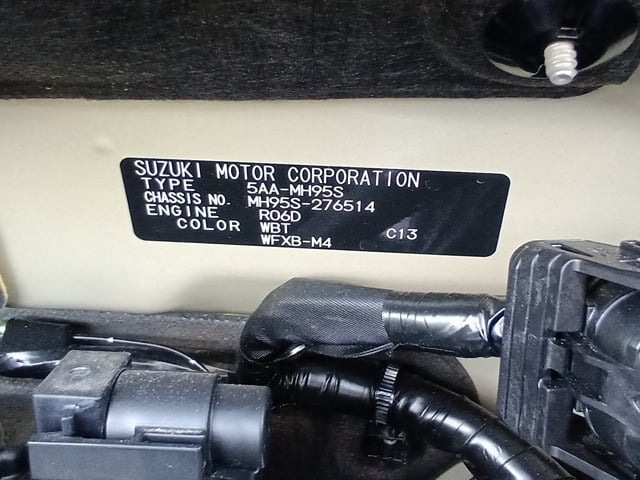 SUZUKI MOTOR CORPORATION
TYPE 5AA-MH95S
CHASSIS NO. MH95S-276514
ENGINE R06D
COLOR WBT C13
WFXB-M4